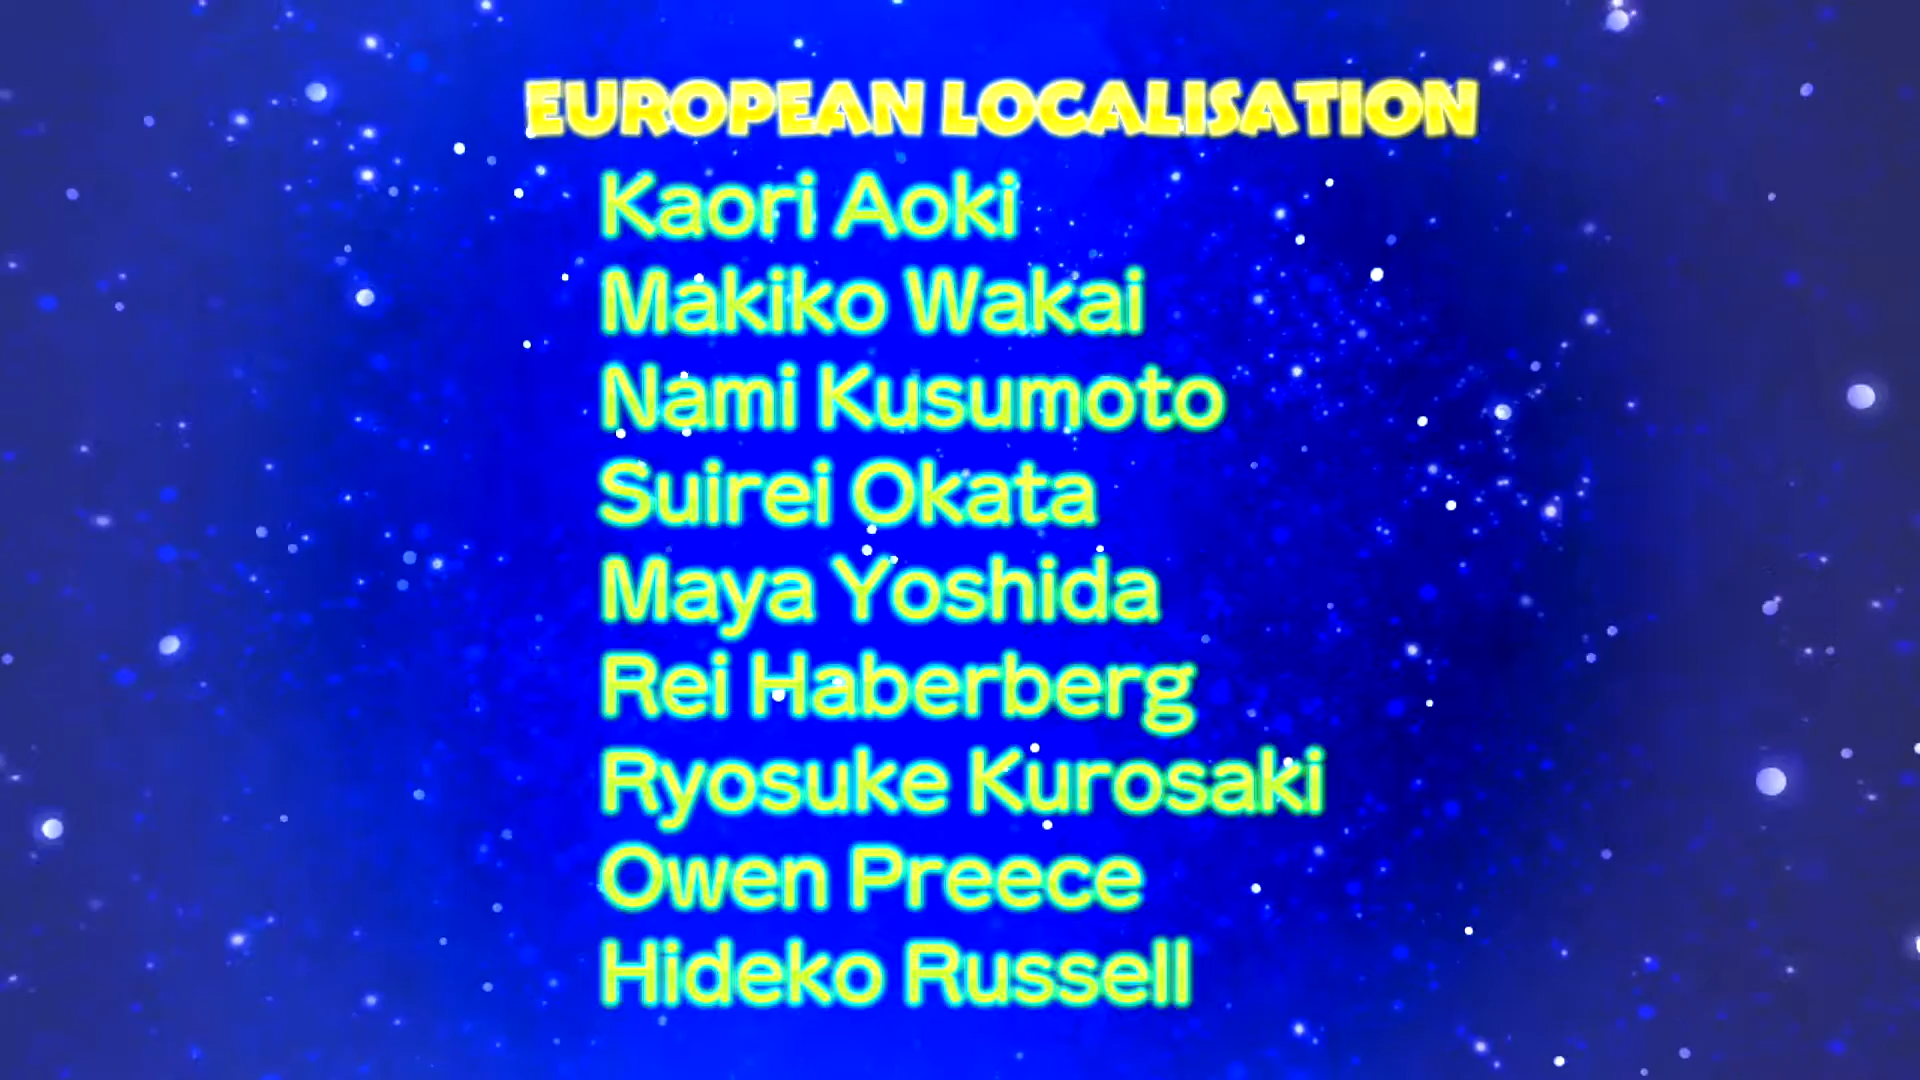 EUROPEAN LOCALISATION
Kaori Aoki
Makiko Wakai
Nami Kusumoto
Suirei Okata
Maya Yoshida
Rei Haberberg
Ryosuke Kurosaki
Owen Preece
Hideko Russell